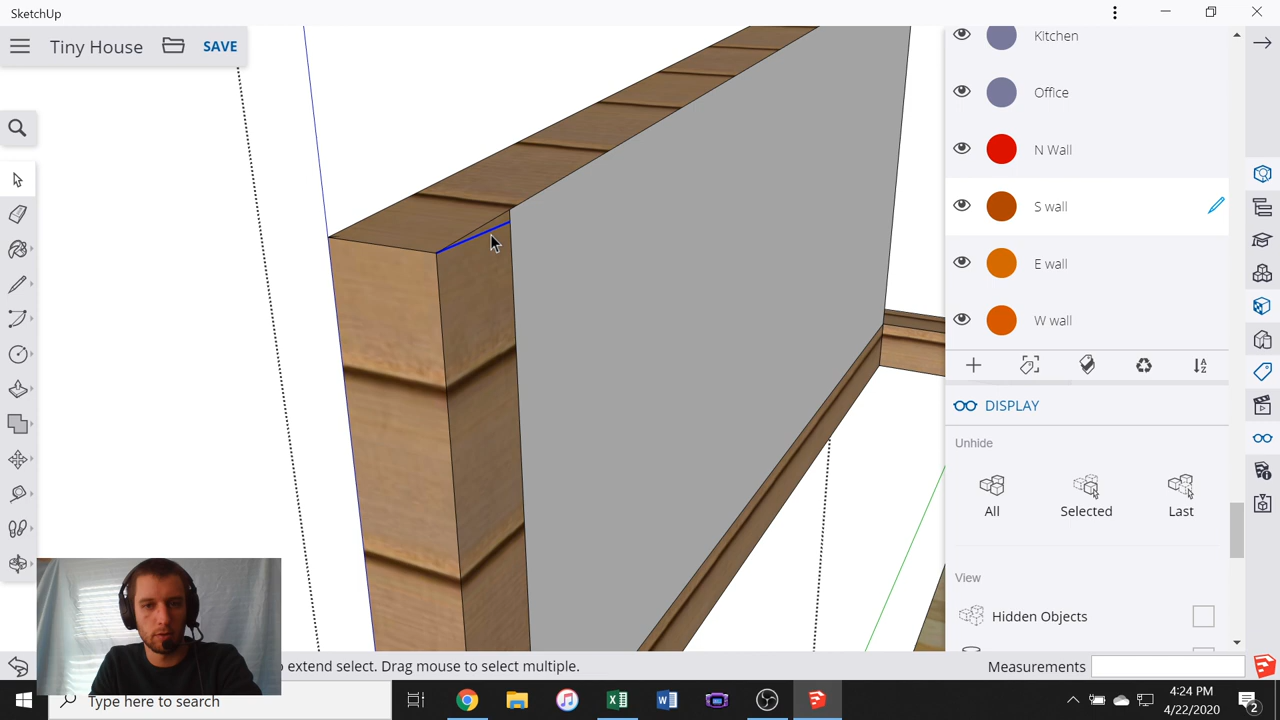 SketchUp
Tiny House
SAVE
Kitchen
Office
N Wall
S wall
E wall
W wall
DISPLAY
Unhide
All
Selected
Last
View
Hidden Objects
extend select. Drag mouse to select multiple.
Measurements
Type here to search
4:24 PM
4/22/2020
2